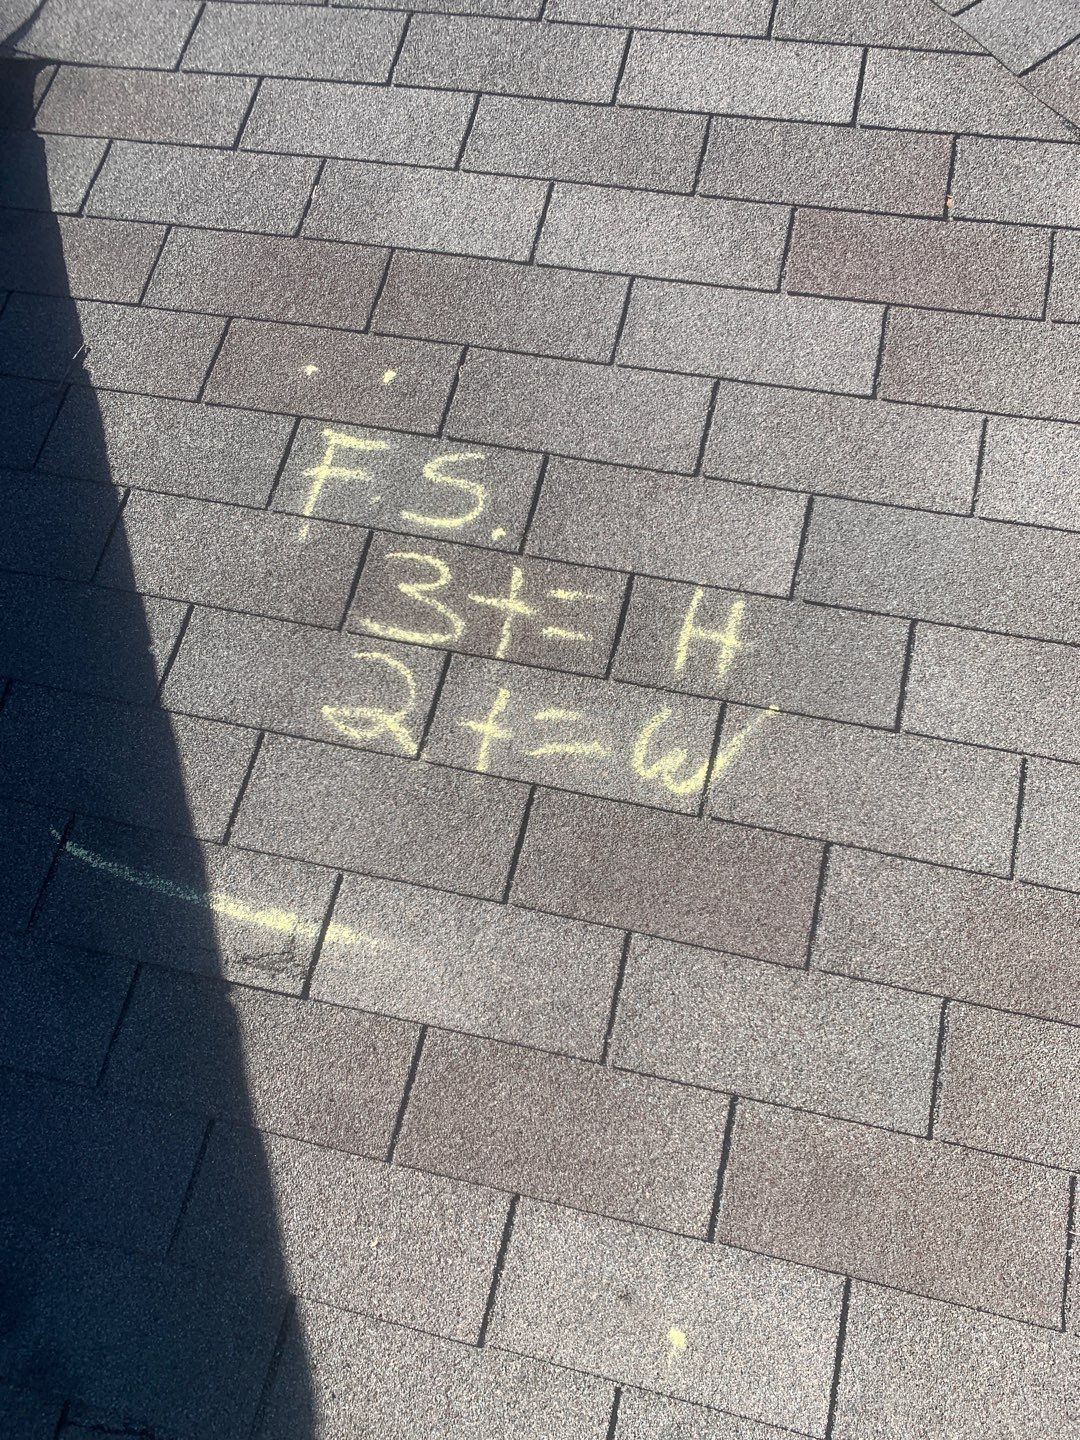 F.S.
3+= H
2+=W